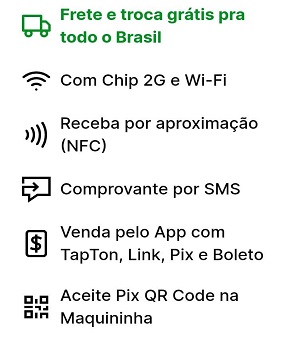 Frete e troca grátis pra
todo o Brasil
Com Chip 2G e Wi-Fi
Receba por aproximação
(NFC)
Comprovante por SMS
Venda pelo App com
TapTon, Link, Pix e Boleto
Aceite Pix QR Code na
Maquininha